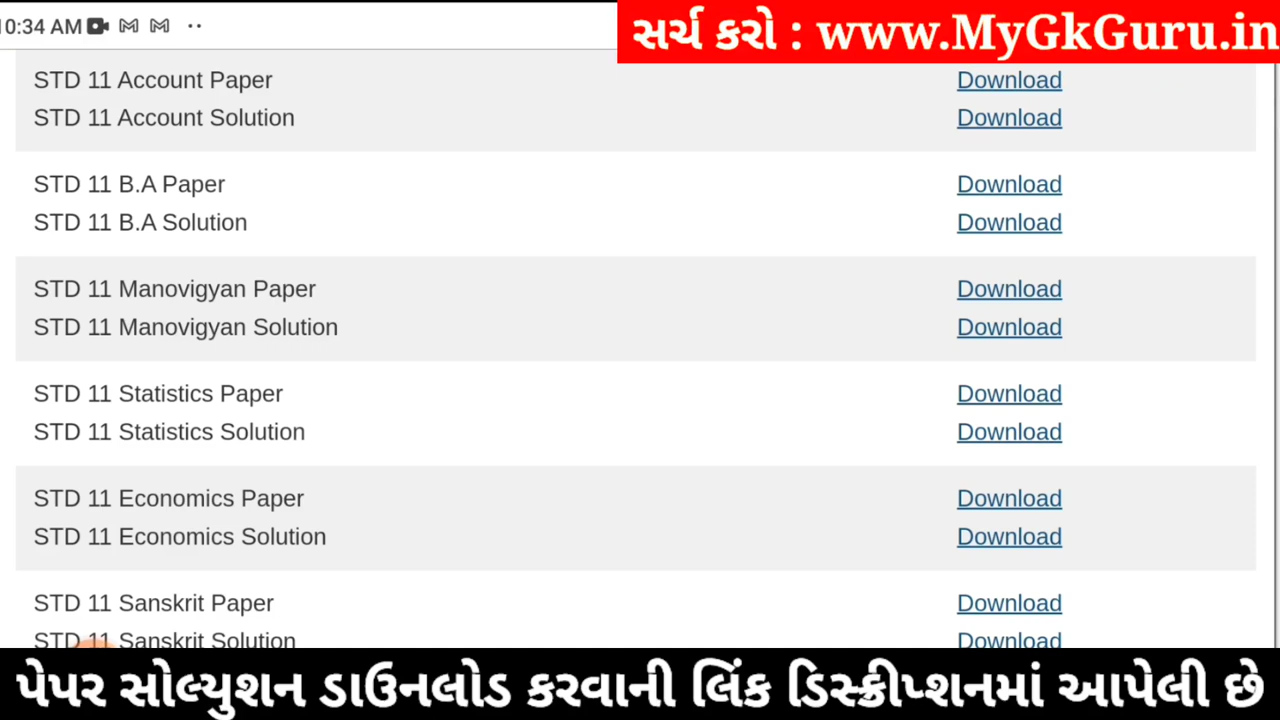 10:34 AM
સર્ચ કરો : www.MyGkGuru.in
STD 11 Account Paper Download
STD 11 Account Solution Download
STD 11 B.A Paper Download
STD 11 B.A Solution Download
STD 11 Manovigyan Paper Download
STD 11 Manovigyan Solution Download
STD 11 Statistics Paper Download
STD 11 Statistics Solution Download
STD 11 Economics Paper Download
STD 11 Economics Solution Download
STD 11 Sanskrit Paper Download
STD 11 Sanskrit Solution Download
પેપર સોલ્યુશન ડાઉનલોડ કરવાની લિંક ડિસ્ક્રીપ્શનમાં આપેલી છે